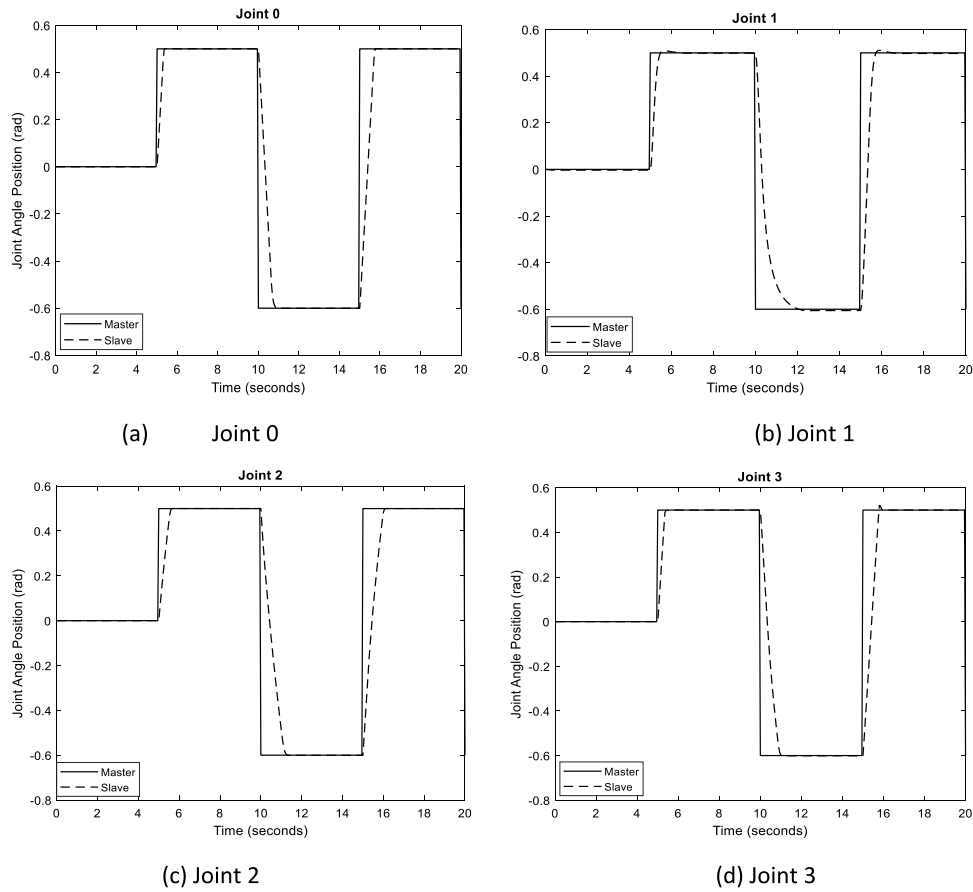 Joint 0
0.6
0.4
0.2
0
-0.2
-0.4
-0.6
-0.8
Joint Angle Position (rad)
Master
Slave
0 2 4 6 8 10 12 14 16 18 20
Time (seconds)
(a) Joint 0
Joint 1
0.6
0.4
0.2
0
-0.2
-0.4
-0.6
-0.8
Master
Slave
0 2 4 6 8 10 12 14 16 18 20
Time (seconds)
(b) Joint 1
Joint 2
0.6
0.4
0.2
0
-0.2
-0.4
-0.6
-0.8
Joint Angle Position (rad)
Master
Slave
0 2 4 6 8 10 12 14 16 18 20
Time (seconds)
(c) Joint 2
Joint 3
0.6
0.4
0.2
0
-0.2
-0.4
-0.6
-0.8
Joint Angle Position (rad)
Master
Slave
0 2 4 6 8 10 12 14 16 18 20
Time (seconds)
(d) Joint 3